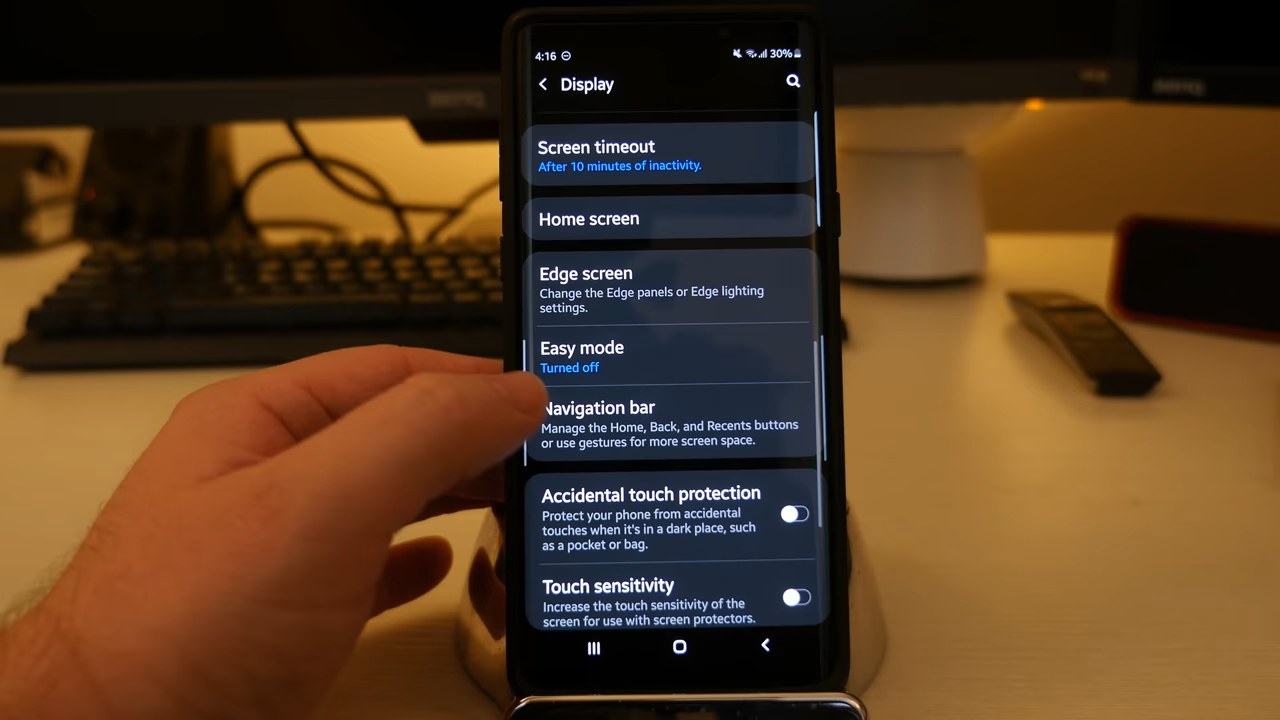 BENQ
BENQ
4:16
30%
Display
Screen timeout
After 10 minutes of inactivity.
Home screen
Edge screen
Change the Edge panels or Edge lighting
settings.
Easy mode
Turned off
Navigation bar
Manage the Home, Back, and Recents buttons
or use gestures for more screen space.
Accidental touch protection
Protect your phone from accidental
touches when it's in a dark place, such
as a pocket or bag.
Touch sensitivity
Increase the touch sensitivity of the
screen for use with screen protectors.